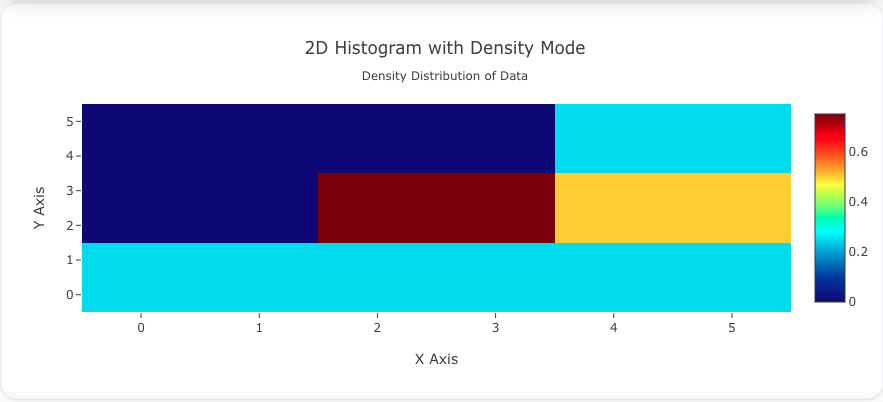 2D Histogram with Density Mode
Density Distribution of Data
5
4
3
2
1
0
Y Axis
0 1 2 3 4 5
X Axis
0.6
0.4
0.2
0